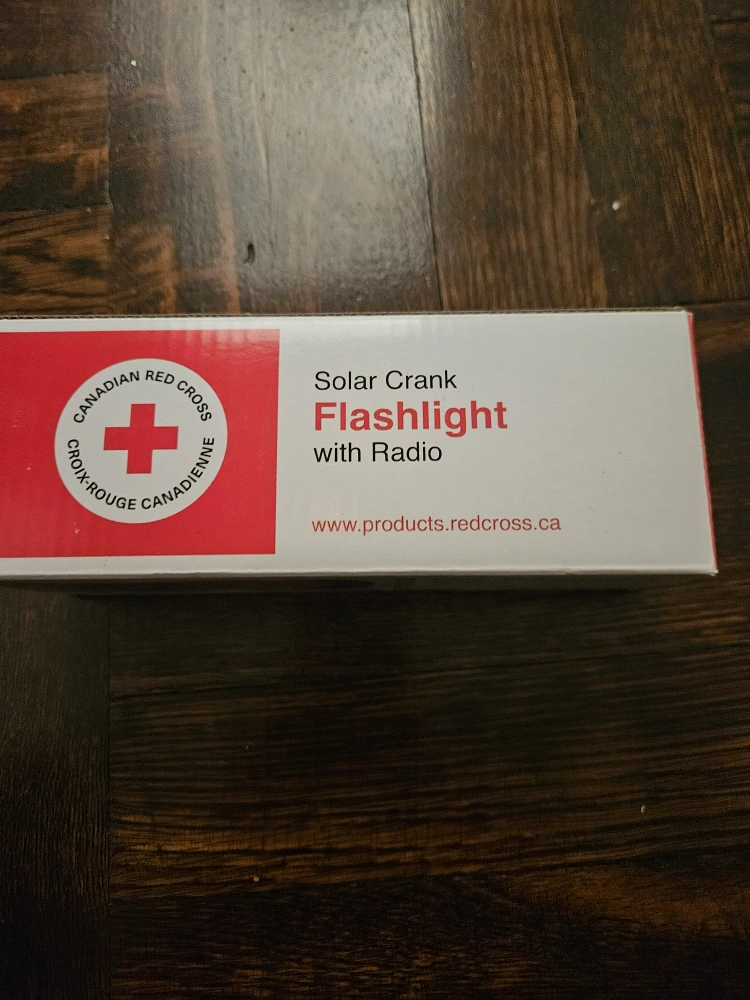 CANADIAN RED CROSS
CROIX-ROUGE CANADIENNE
Solar Crank
Flashlight
with Radio
www.products.redcross.ca